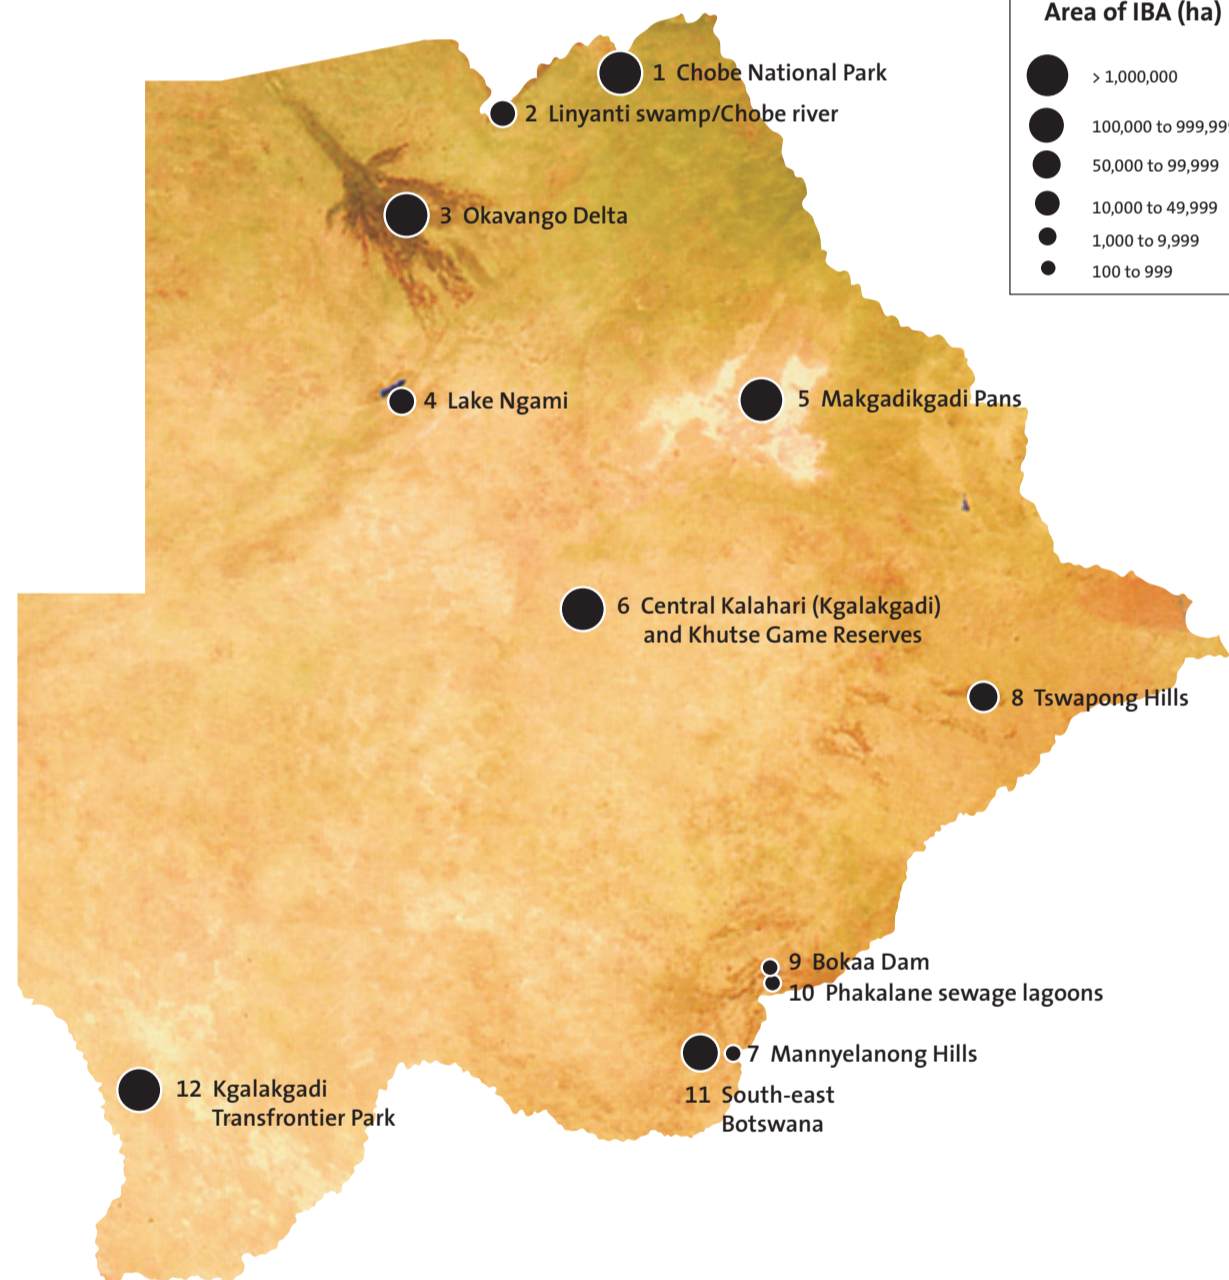 Area of IBA (ha)
> 1,000,000
100,000 to 999,99
50,000 to 99,999
10,000 to 49,999
1,000 to 9,999
100 to 999
1 Chobe National Park
2 Linyanti swamp/Chobe river
3 Okavango Delta
4 Lake Ngami
5 Makgadikgadi Pans
6 Central Kalahari (Kgalakgadi)
and Khutse Game Reserves
8 Tswapong Hills
9 Bokaa Dam
10 Phakalane sewage lagoons
7 Mannyelanong Hills
11 South-east
Botswana
12 Kgalakgadi
Transfrontier Park